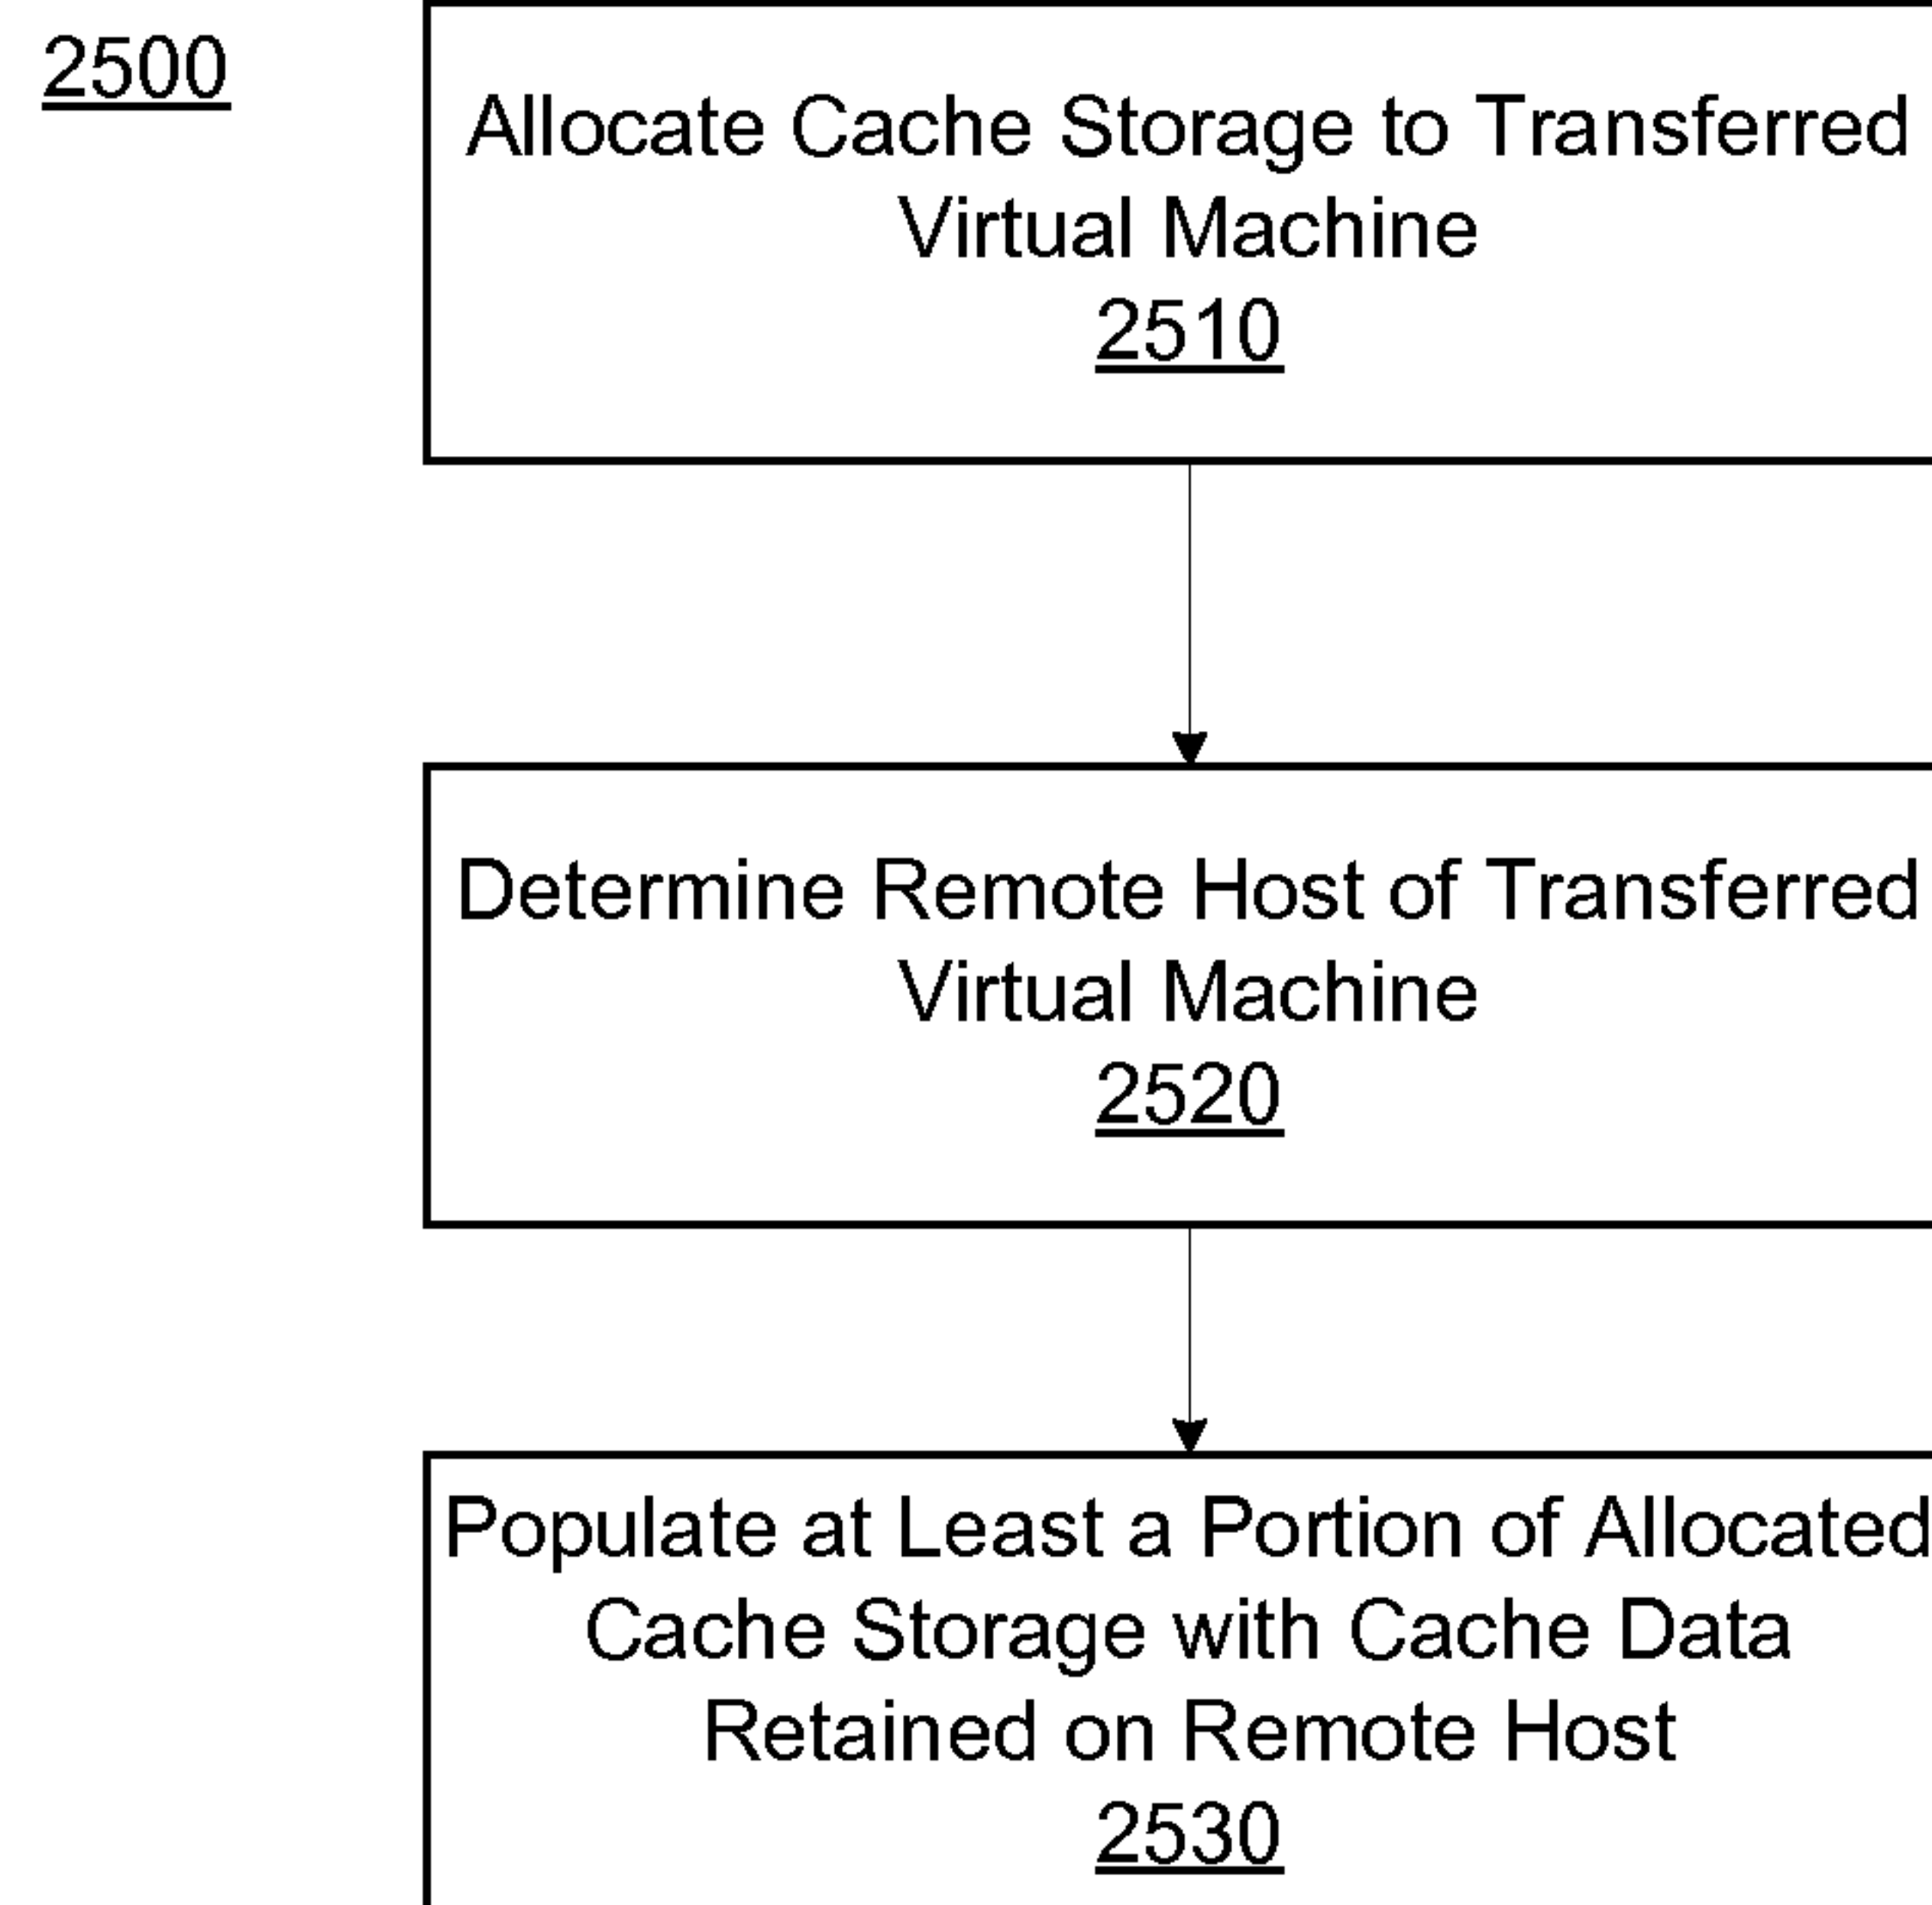 2500
Allocate Cache Storage to Transferred
Virtual Machine
2510
Determine Remote Host of Transferred
Virtual Machine
2520
Populate at Least a Portion of Allocated
Cache Storage with Cache Data
Retained on Remote Host
2530